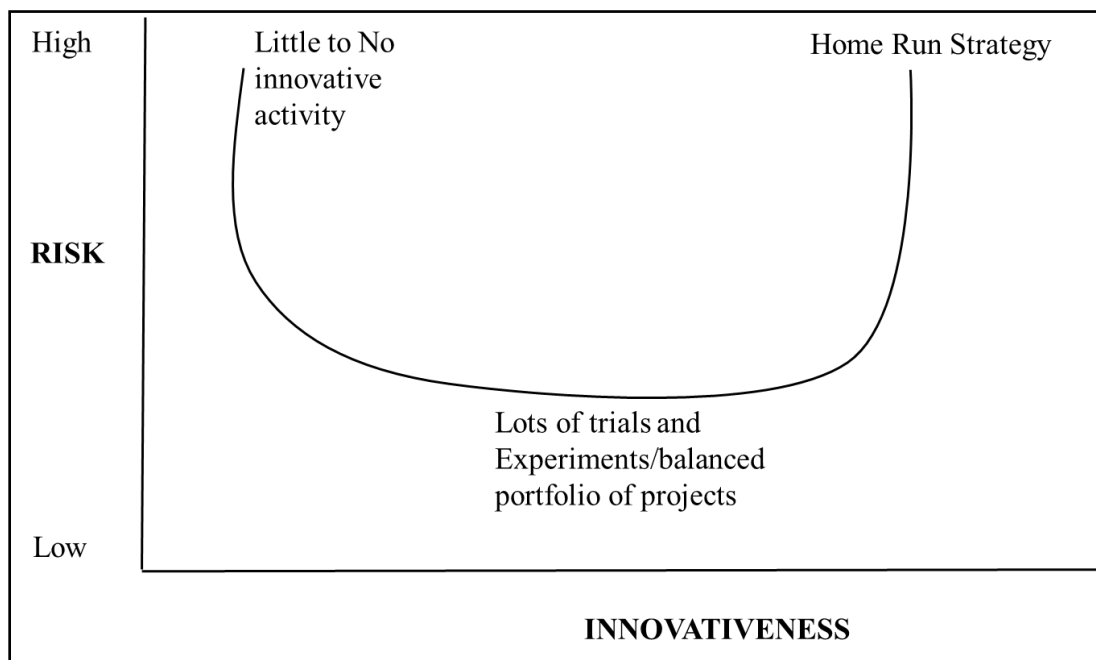 High
Little to No
innovative
activity
Home Run Strategy
RISK
Lots of trials and
Experiments/balanced
portfolio of projects
Low
INNOVATIVENESS